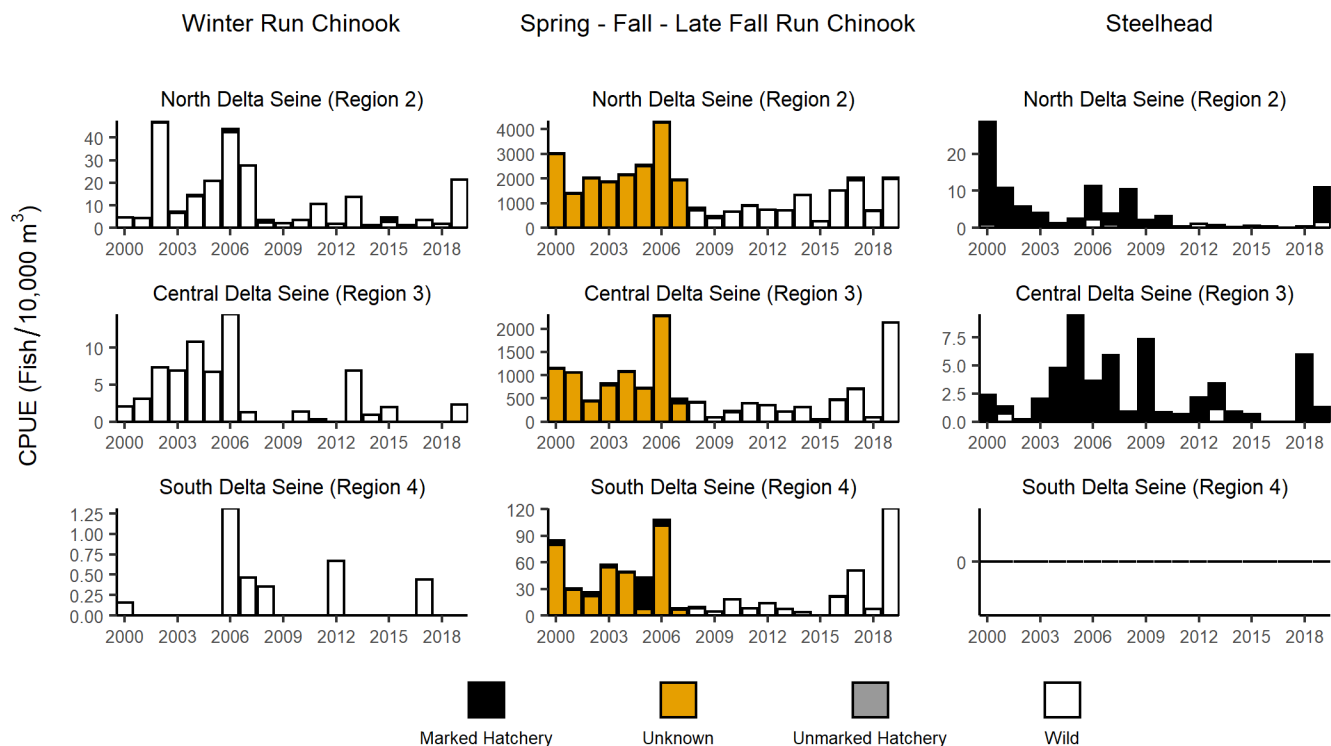 Winter Run Chinook
Spring - Fall - Late Fall Run Chinook
Steelhead
CPUE (Fish/10,000 m³)
North Delta Seine (Region 2)
40
30
20
10
0
2000 2003 2006 2009 2012 2015 2018
North Delta Seine (Region 2)
4000
3000
2000
1000
0
2000 2003 2006 2009 2012 2015 2018
North Delta Seine (Region 2)
20
10
0
2000 2003 2006 2009 2012 2015 2018
Central Delta Seine (Region 3)
10
5
0
2000 2003 2006 2009 2012 2015 2018
Central Delta Seine (Region 3)
2000
1500
1000
500
0
2000 2003 2006 2009 2012 2015 2018
Central Delta Seine (Region 3)
7.5
5.0
2.5
0.0
2000 2003 2006 2009 2012 2015 2018
South Delta Seine (Region 4)
1.25
1.00
0.75
0.50
0.25
0.00
2000 2003 2006 2009 2012 2015 2018
South Delta Seine (Region 4)
120
90
60
30
0
2000 2003 2006 2009 2012 2015 2018
South Delta Seine (Region 4)
0
2000 2003 2006 2009 2012 2015 2018
Marked Hatchery
Unknown
Unmarked Hatchery
Wild